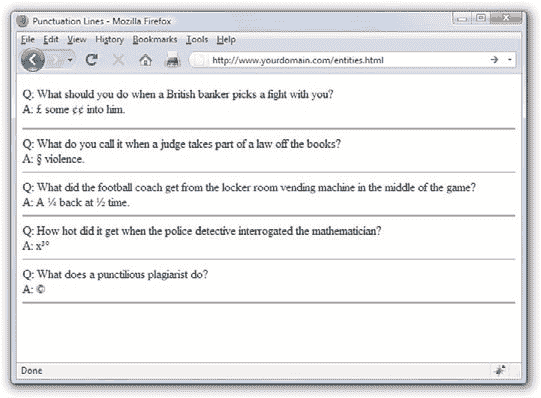 Punctuation Lines - Mozilla Firefox
File Edit View History Bookmarks Tools Help
http://www.yourdomain.com/entities.html
Q: What should you do when a British banker picks a fight with you?
A: £ some ¢¢ into him.
Q: What do you call it when a judge takes part of a law off the books?
A: § violence.
Q: What did the football coach get from the locker room vending machine in the middle of the game?
A: A ¼ back at ½ time.
Q: How hot did it get when the police detective interrogated the mathematician?
A: x³°
Q: What does a punctilious plagiarist do?
A: ©
Done